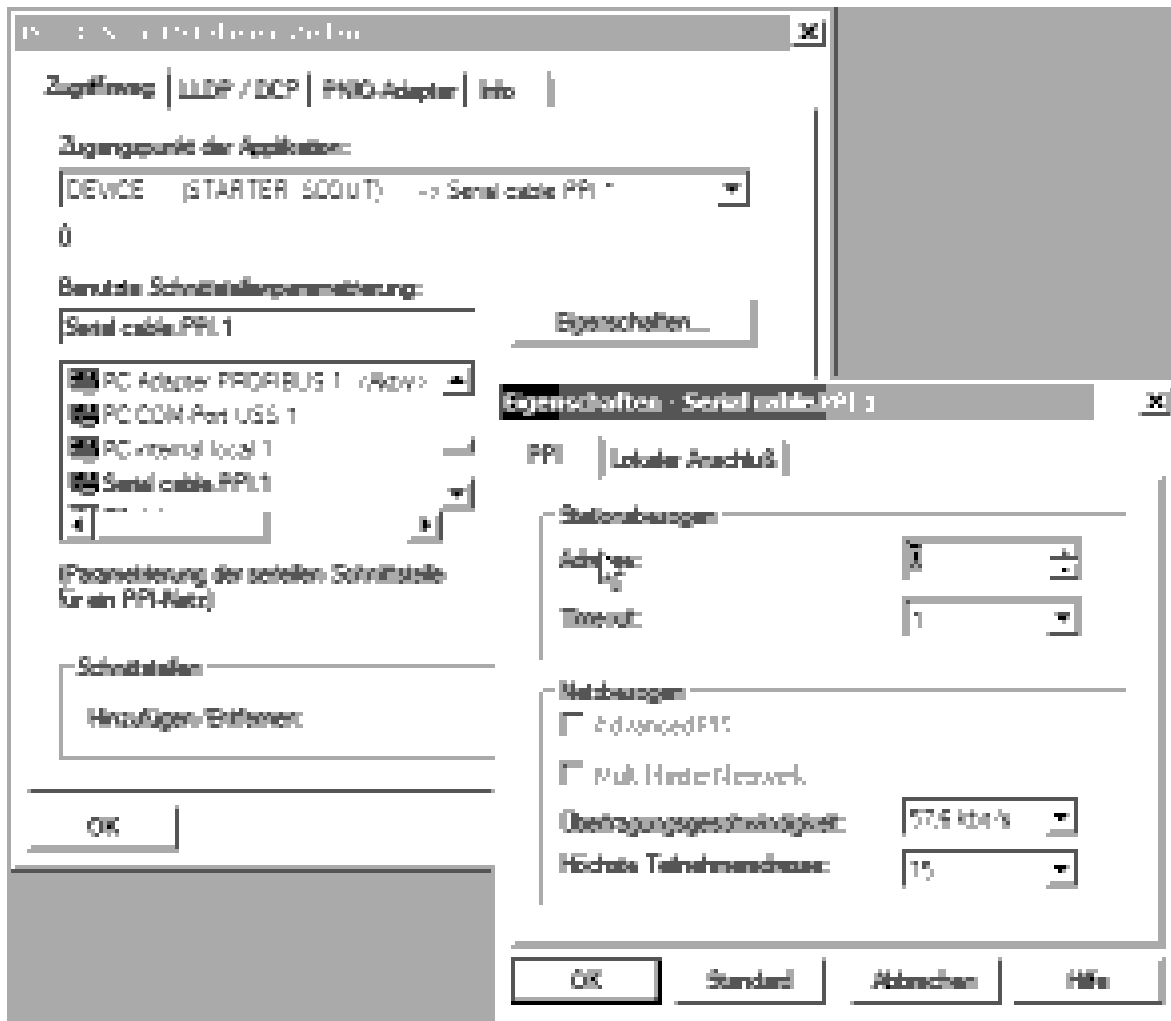 Zugriffsweg LLDP / DCP PNIO-Adapter Info
Zugangspunkt der Applikation:
DEVICE (STARTER, SCOUT) --> Serial cable.PPI.1
Benutzte Schnittstellenparametrierung:
Serial cable.PPI.1
Eigenschaften...
PC Adapter.PROFIBUS.1 <Aktiv>
PC COM-Port.USS.1
PC internal.local.1
Serial cable.PPI.1
(Parametrierung der seriellen Schnittstelle
für ein PPI-Netz)
Schnittstellen
Hinzufügen/Entfernen:
OK
Eigenschaften - Serial cable.PPI.1
PPI Lokaler Anschluß
Stationsbezogen
Adresse:
Timeout:
Netzbezogen
Advanced PPI
Multi-Master-Netzwerk
Übertragungsgeschwindigkeit: 57.6 kbit/s
Höchste Teilnehmeradresse: 15
OK Standard Abbrechen Hilfe